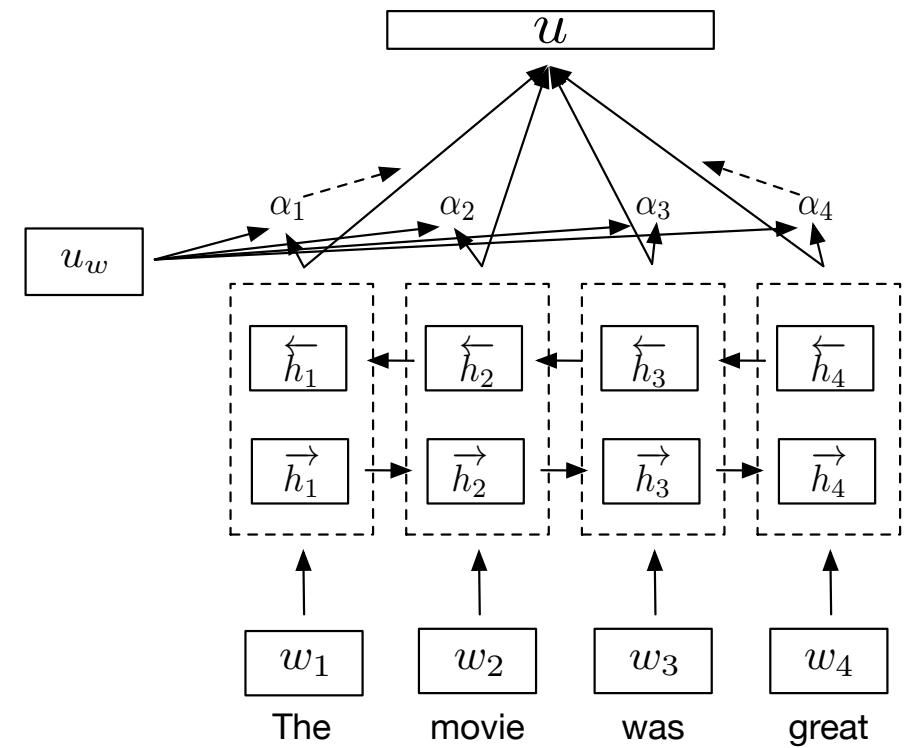 u
α₁ α₂ α₃ α₄
u_w
←h₁ ←h₂ ←h₃ ←h₄
→h₁ →h₂ →h₃ →h₄
w₁ w₂ w₃ w₄
The movie was great